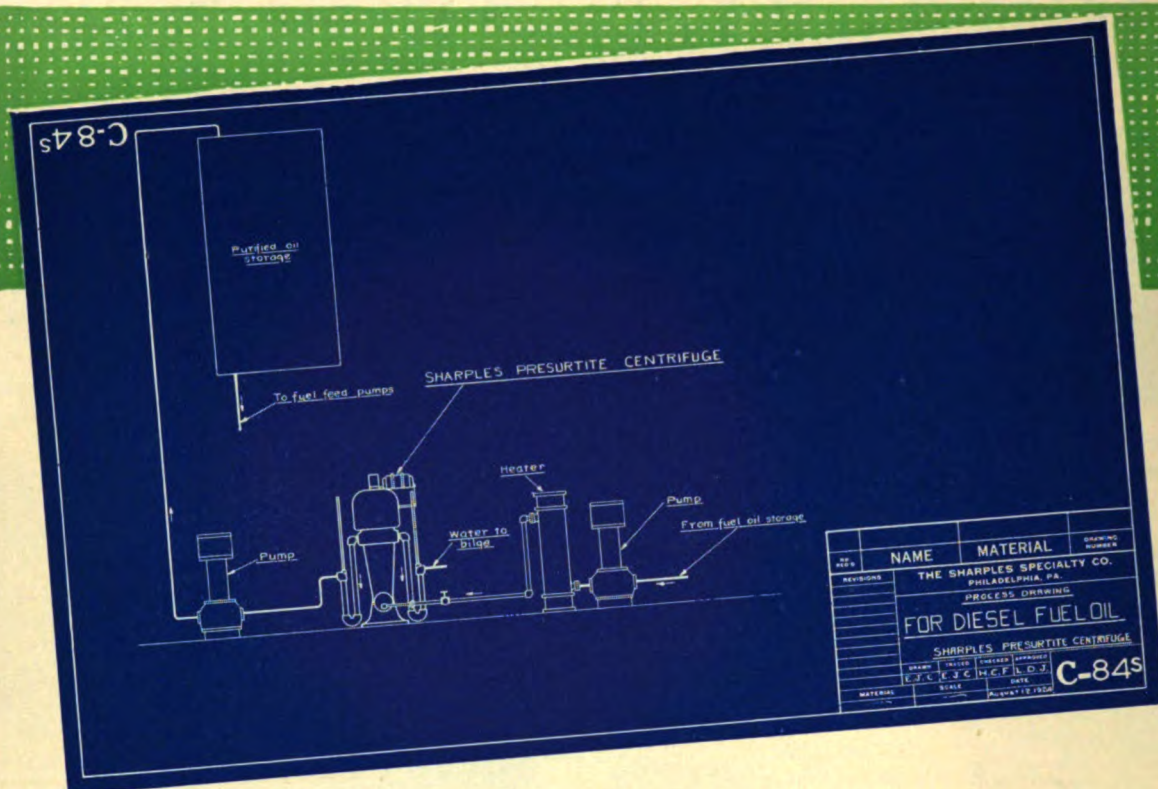 C-84S
Purified oil
storage
To fuel feed pumps
SHARPLES PRESURTITE CENTRIFUGE
Heater
Pump
From fuel oil storage
Water to
bilge
Pump
NAME MATERIAL DRAWING
NUMBER
REVISIONS
THE SHARPLES SPECIALTY CO.
PHILADELPHIA, PA.
PROCESS DRAWING
FOR DIESEL FUEL OIL
SHARPLES PRESURTITE CENTRIFUGE
DRAWN TRACED CHECKED APPROVED
E.J.C. E.J.C. H.C.F. L.D.J.
C-84S
MATERIAL SCALE DATE
AUGUST 12